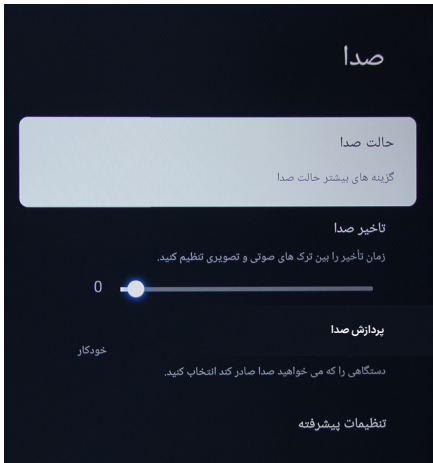 صدا
حالت صدا
گزینه های بیشتر حالت صدا
تاخیر صدا
زمان تأخیر را بین ترک های صوتی و تصویری تنظیم کنید.
0
پردازش صدا
خودکار
دستگاهی را که می خواهید صدا صادر کند انتخاب کنید.
تنظیمات پیشرفته